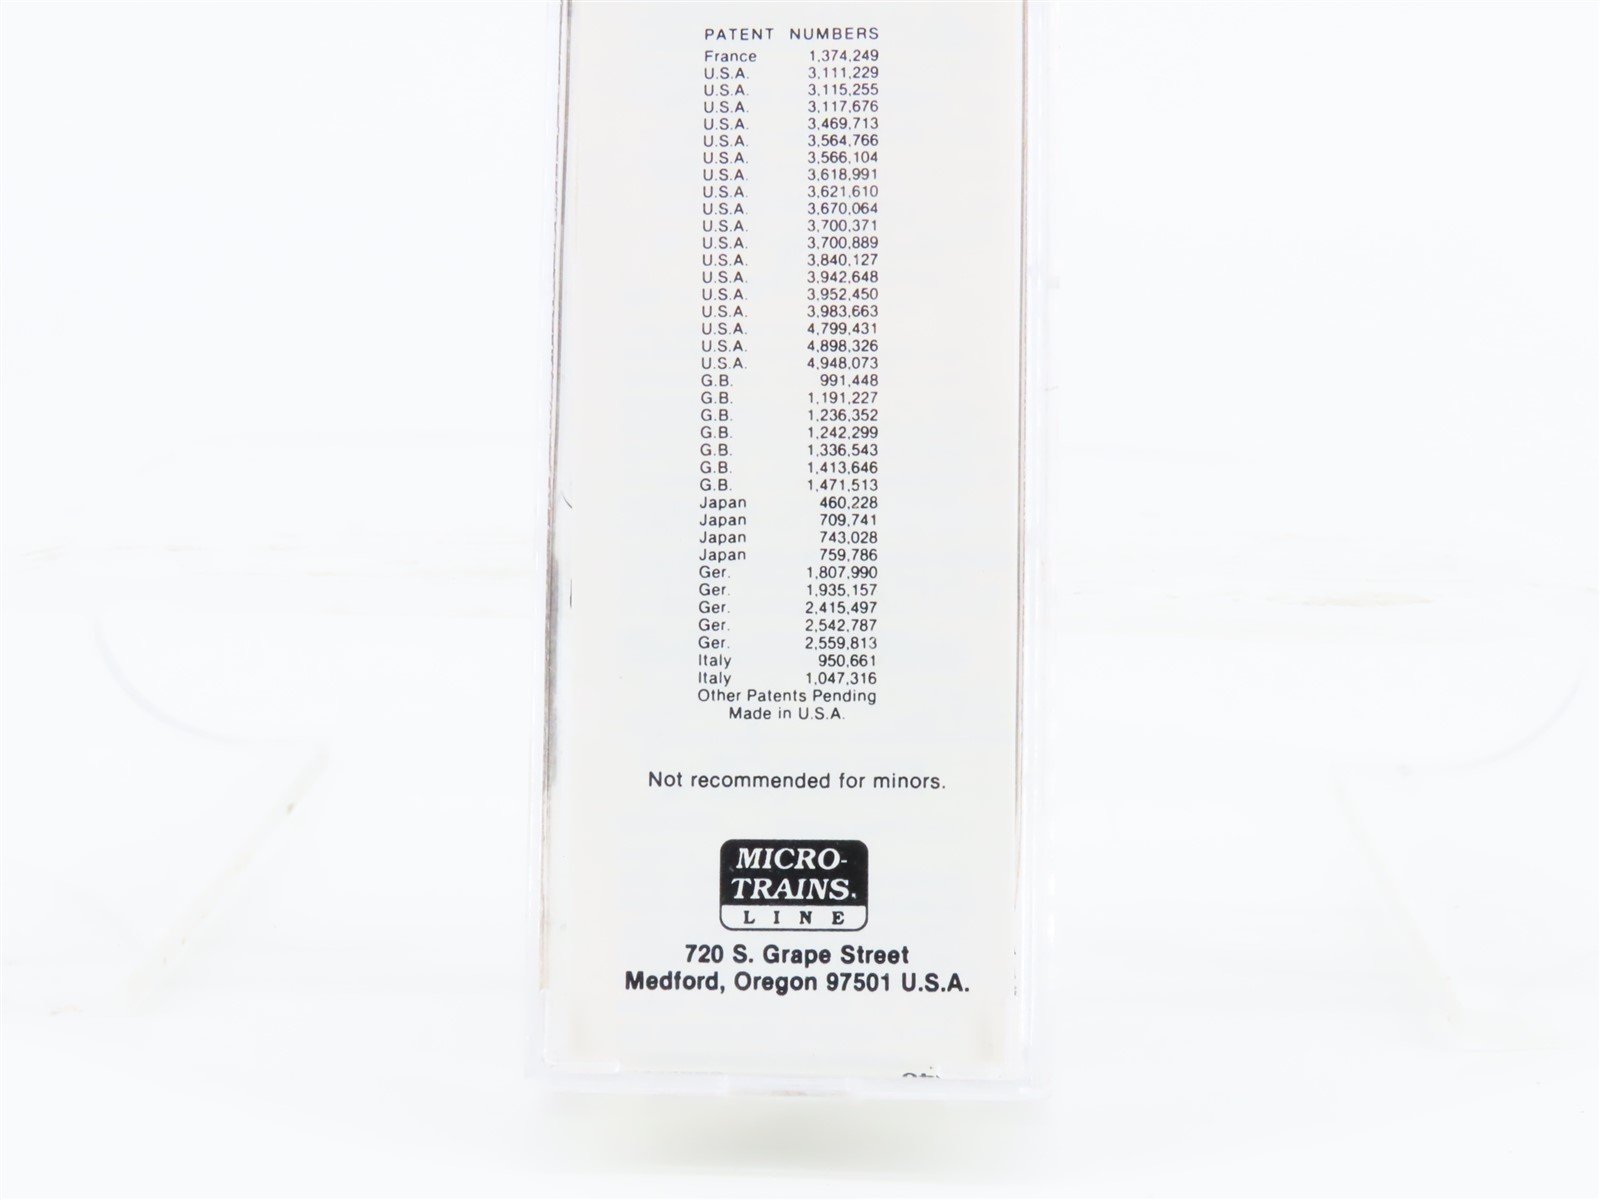 PATENT NUMBERS
France 1,374,249
U.S.A. 3,111,229
U.S.A. 3,115,255
U.S.A. 3,117,676
U.S.A. 3,469,713
U.S.A. 3,564,766
U.S.A. 3,566,104
U.S.A. 3,618,991
U.S.A. 3,621,610
U.S.A. 3,670,064
U.S.A. 3,700,371
U.S.A. 3,700,889
U.S.A. 3,840,127
U.S.A. 3,942,648
U.S.A. 3,952,450
U.S.A. 3,983,663
U.S.A. 4,799,431
U.S.A. 4,898,326
U.S.A. 4,948,073
G.B. 991,448
G.B. 1,191,227
G.B. 1,236,352
G.B. 1,242,299
G.B. 1,336,543
G.B. 1,413,646
G.B. 1,471,513
Japan 460,228
Japan 709,741
Japan 743,028
Japan 759,786
Ger. 1,807,990
Ger. 1,935,157
Ger. 2,415,497
Ger. 2,542,787
Ger. 2,559,813
Italy 950,661
Italy 1,047,316
Other Patents Pending
Made in U.S.A.
Not recommended for minors.
MICRO-
TRAINS.
LINE
720 S. Grape Street
Medford, Oregon 97501 U.S.A.